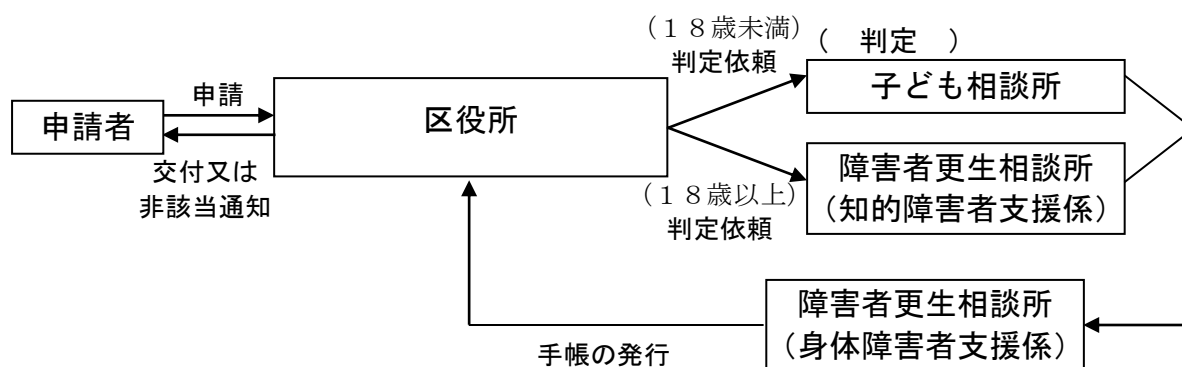 （１８歳未満）
判定依頼
（　判定　）
子ども相談所
申請
申請者
区役所
交付又は
非該当通知
（１８歳以上）
判定依頼
障害者更生相談所
（知的障害者支援係）
障害者更生相談所
（身体障害者支援係）
手帳の発行